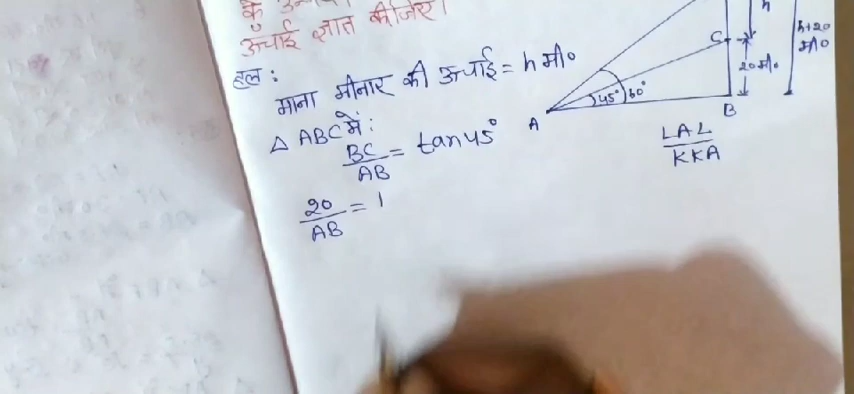 के
ऊँचाई ज्ञात कीजिए।
हल :
माना मीनार की ऊँचाई = h मी०
△ ABC में :
BC/AB = tan45°
20/AB = 1
h
C
20मी०
h+20
मी०
45° 60°
A
B
LAL/KKA